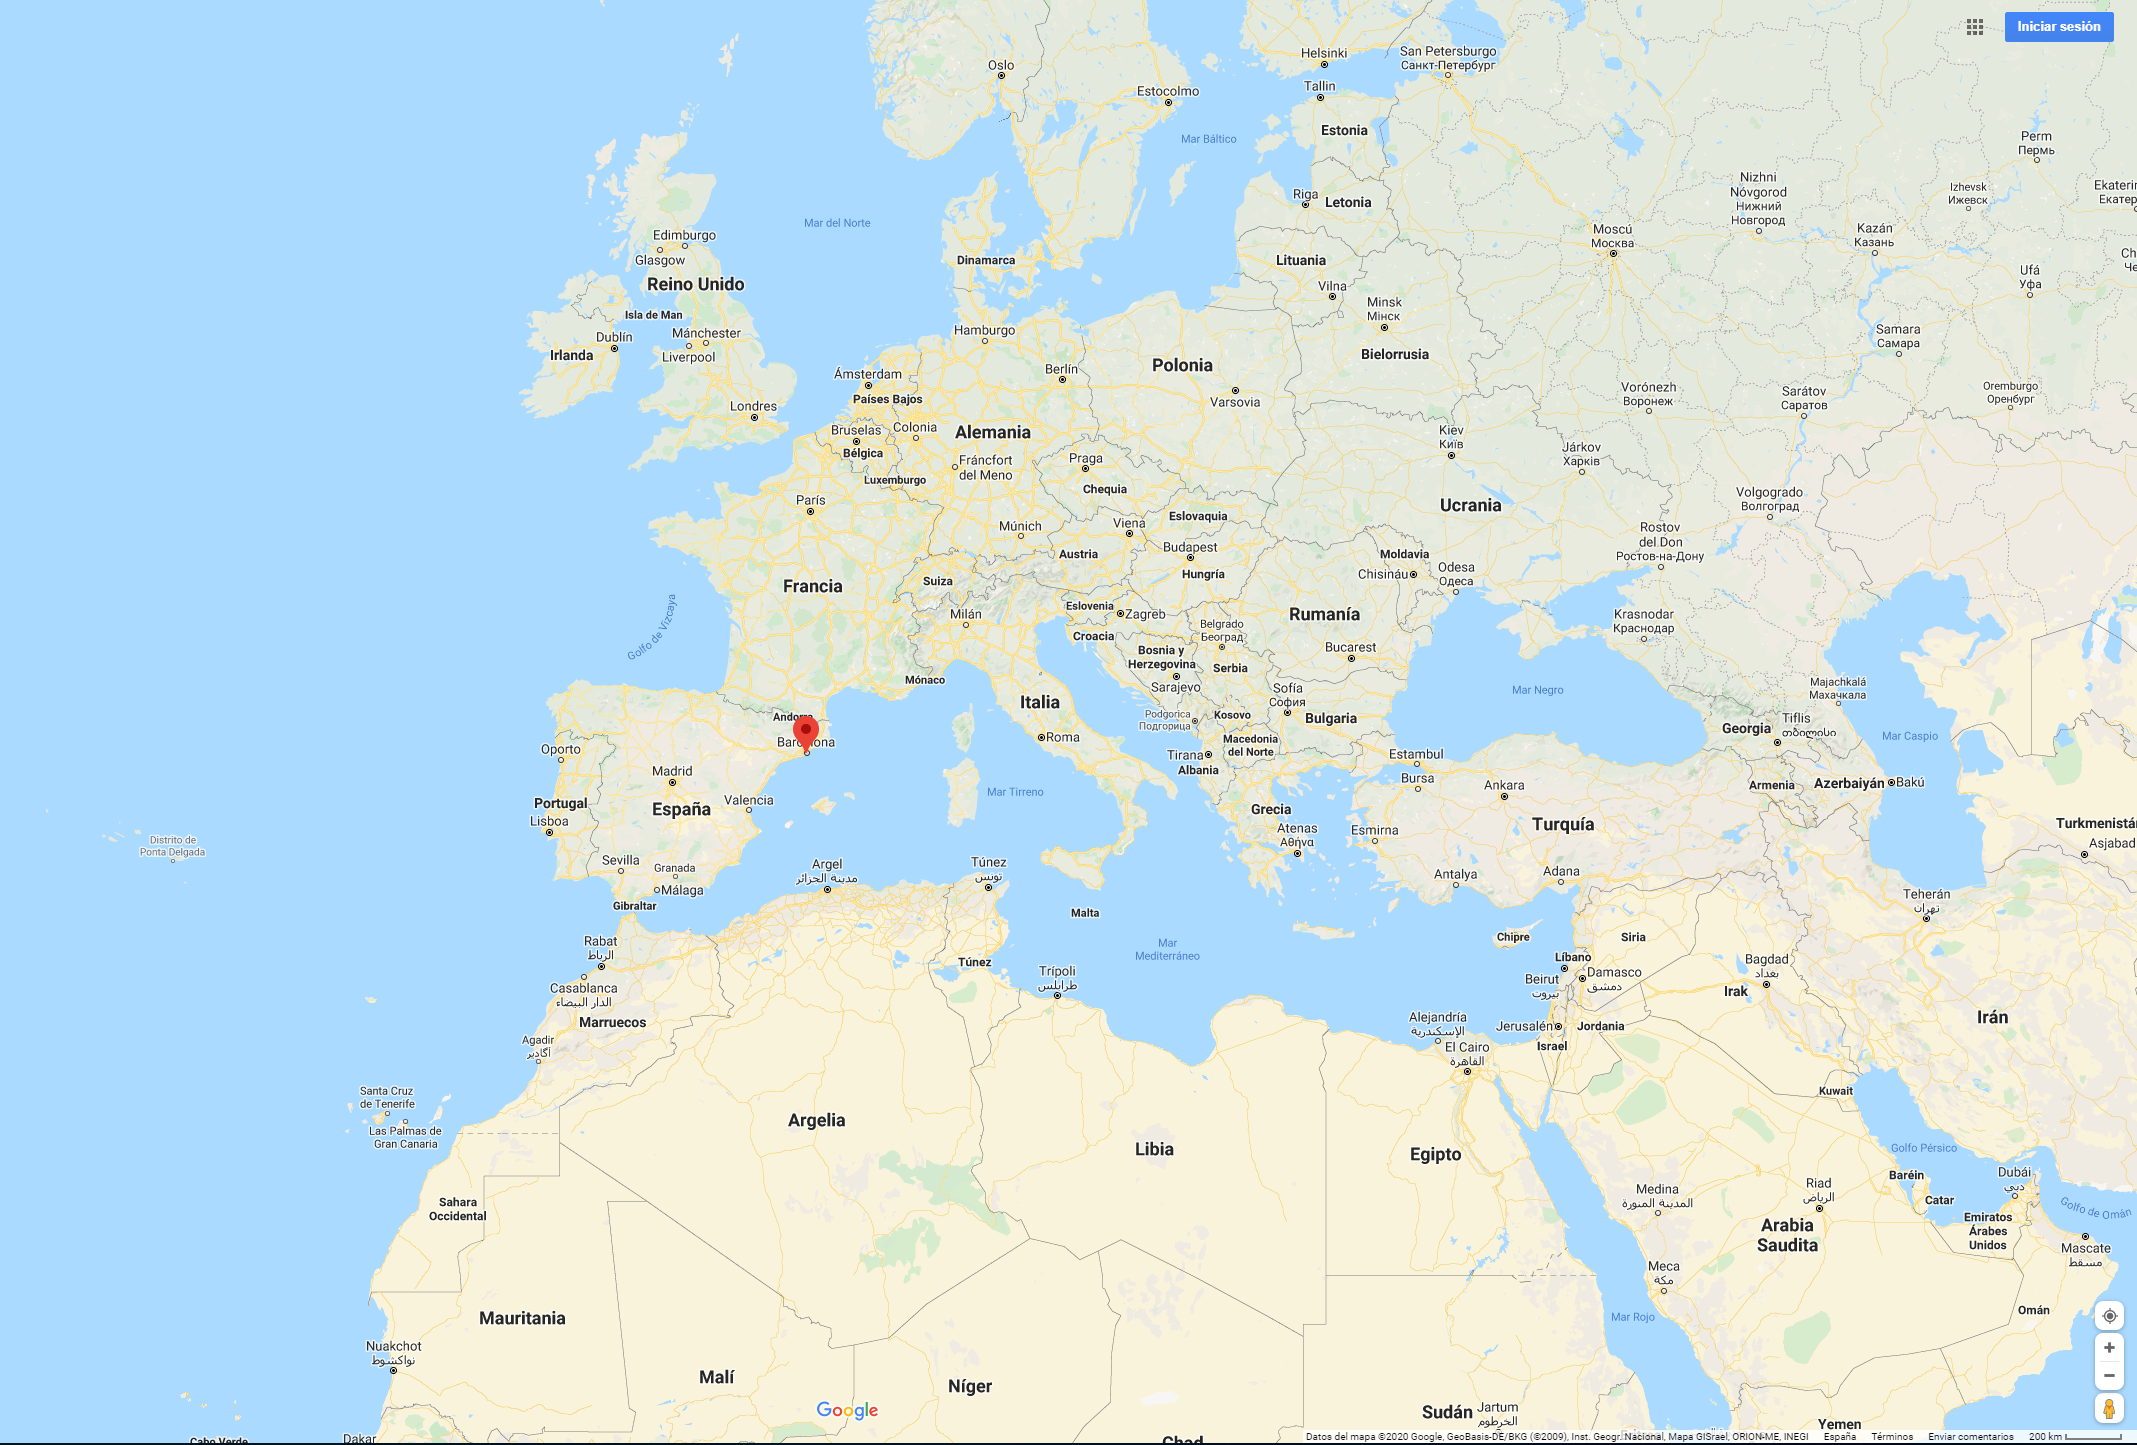 Iniciar sesión
Oslo
Helsinki
San Petersburgo
Санкт-Петербург
Estocolmo
Tallin
Estonia
Mar Báltico
Perm
Пермь
Nizhni
Nóvgorod
Нижний
Новгород
Izhevsk
Ижевск
Riga
Letonia
Mar del Norte
Moscú
Москва
Kazán
Казань
Edimburgo
Glasgow
Dinamarca
Lituania
Ufá
Уфа
Reino Unido
Vilna
Minsk
Мінск
Isla de Man
Hamburgo
Samara
Самара
Dublín
Mánchester
Liverpool
Irlanda
Polonia
Bielorrusia
Ámsterdam
Berlín
Países Bajos
Varsovia
Vorónezh
Воронеж
Sarátov
Саратов
Oremburgo
Оренбург
Londres
Bruselas
Colonia
Alemania
Bélgica
Kiev
Київ
Járkov
Харків
Fráncfort
del Meno
Praga
Luxemburgo
Chequia
París
Volgogrado
Волгоград
Ucrania
Múnich
Viena
Eslovaquia
Rostov
del Don
Ростов-на-Дону
Austria
Budapest
Hungría
Moldavia
Chisináu
Odesa
Одеса
Francia
Suiza
Milán
Eslovenia
Zagreb
Rumanía
Krasnodar
Краснодар
Golfo de Vizcaya
Croacia
Belgrado
Београд
Bosnia y
Herzegovina
Serbia
Bucarest
Mónaco
Sarajevo
Sofía
София
Mar Negro
Majachkalá
Махачкала
Italia
Andorra
Podgorica
Подгорица
Kosovo
Bulgaria
Georgia
Tiflis
თბილისი
Barcelona
Roma
Macedonia
del Norte
Mar Caspio
Oporto
Tirana
Albania
Estambul
Bursa
Ankara
Armenia
Azerbaiyán
Bakú
Madrid
España
Valencia
Mar Tirreno
Portugal
Lisboa
Grecia
Atenas
Αθήνα
Esmirna
Turquía
Distrito de
Ponta Delgada
Asjabad
Sevilla
Granada
Málaga
Argel
مدينة الجزائر
Túnez
تونس
Antalya
Adana
Gibraltar
Malta
Teherán
تهران
Rabat
الرباط
Mar
Mediterráneo
Chipre
Siria
Túnez
Trípoli
طرابلس
Líbano
Beirut
بيروت
Damasco
دمشق
Bagdad
بغداد
Irak
Casablanca
الدار البيضاء
Marruecos
Alejandría
الإسكندرية
Jerusalén
Jordania
Irán
Agadir
أكادير
El Cairo
القاهرة
Israel
Kuwait
Santa Cruz
de Tenerife
Las Palmas de
Gran Canaria
Argelia
Libia
Egipto
Golfo Pérsico
Baréin
Dubái
دبي
Medina
المدينة المنورة
Riad
الرياض
Catar
Sahara
Occidental
Golfo de Omán
Emiratos
Árabes
Unidos
Arabia
Saudita
Mascate
مسقط
Meca
مكة
Omán
Mauritania
Mar Rojo
Nuakchot
نواكشوط
Malí
Níger
Google
Sudán
Jartum
الخرطوم
Yemen
Cabo Verde
Dakar
Chad
Datos del mapa ©2020 Google, GeoBasis-DE/BKG (©2009), Inst. Geogr. Nacional, Mapa GISrael, ORION-ME, INEGI España Términos Enviar comentarios 200 km